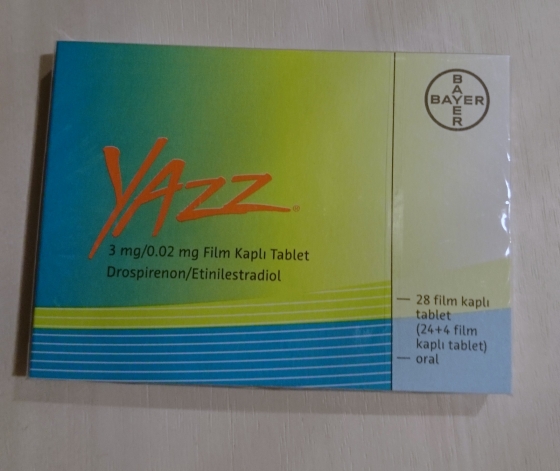 BAYER
BAYER
YAZZ
3 mg/0.02 mg Film Kaplı Tablet
Drospirenon/Etinilestradiol
28 film kaplı
tablet
(24+4 film
kaplı tablet)
oral